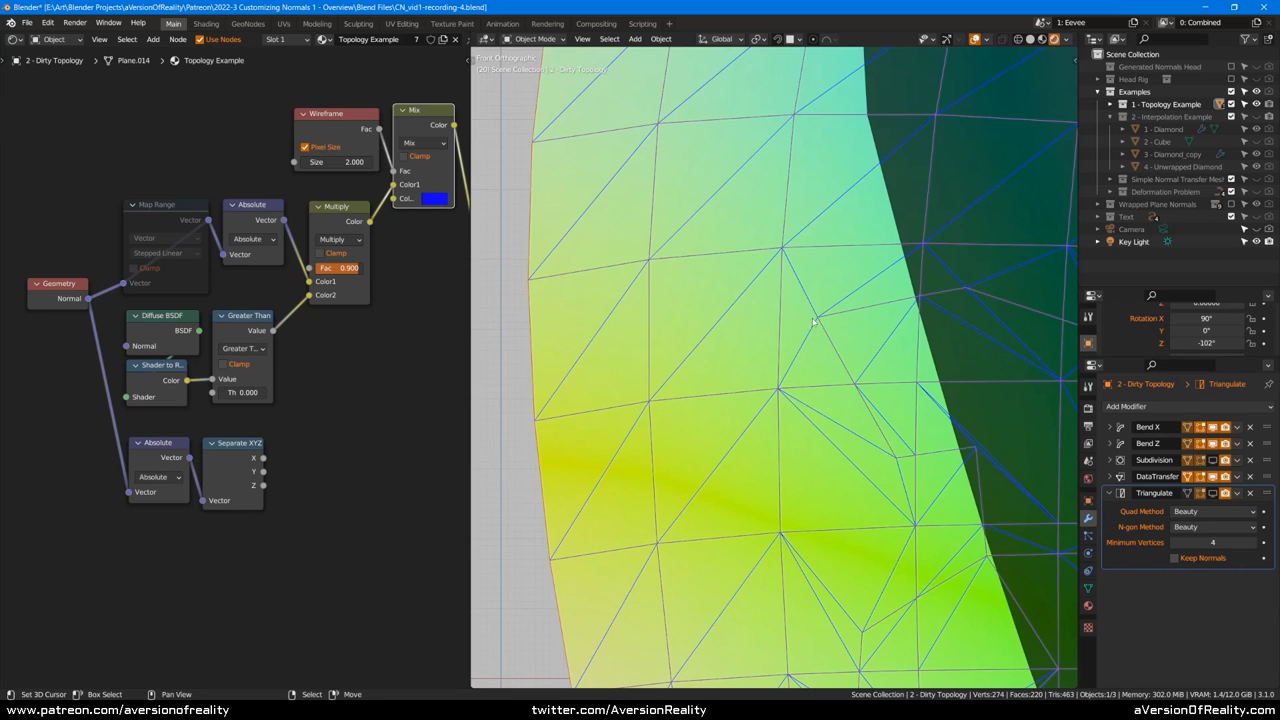 Blender* [E:\Art\Blender Projects\aVersionOfReality\Patreon\2022-3 Customizing Normals 1 - Overview\Blend Files\CN_vid1-recording-4.blend]
File Edit Render Window Help Main Shading GeoNodes UVs Modeling Sculpting UV Editing Texture Paint Animation Rendering Compositing Scripting 1: Eevee 0: Combined
Object View Select Add Node Use Nodes Slot 1 Topology Example 7 Object Mode View Select Add Object Global
2 - Dirty Topology Plane.014 Topology Example
Front Orthographic
(20) Scene Collection | 2 - Dirty Topology
Wireframe
Fac
Pixel Size
Size 2.000
Mix
Color
Mix
Clamp
Fac
Color1
Col...
Map Range
Vector
Vector
Stepped Linear
Clamp
Vector
Absolute
Vector
Absolute
Vector
Multiply
Color
Multiply
Clamp
Fac 0.900
Color1
Color2
Geometry
Normal
Diffuse BSDF
BSDF
Normal
Shader to R...
Color
Shader
Greater Than
Value
Greater T...
Clamp
Value
Th 0.000
Absolute
Vector
Absolute
Vector
Separate XYZ
X
Y
Z
Vector
Scene Collection
Generated Normals Head
Head Rig
Examples
1 - Topology Example
2 - Interpolation Example
1 - Diamond
2 - Cube
3 - Diamond_copy
4 - Unwrapped Diamond
Simple Normal Transfer Mesh
Deformation Problem
Wrapped Plane Normals
Text
Camera
Key Light
Rotation X 90°
Y 0°
Z -102°
2 - Dirty Topology Triangulate
Add Modifier
Bend X
Bend Z
Subdivision
DataTransfer
Triangulate
Quad Method Beauty
N-gon Method Beauty
Minimum Vertices 4
Keep Normals
Set 3D Cursor Box Select Pan View Select Move Scene Collection | 2 - Dirty Topology | Verts:274 | Faces:220 | Tris:463 | Objects:1/3 | Memory: 302.0 MiB | VRAM: 1.4/12.0 GiB | 3.1.0
www.patreon.com/aversionofreality twitter.com/AversionReality aVersionOfReality.com